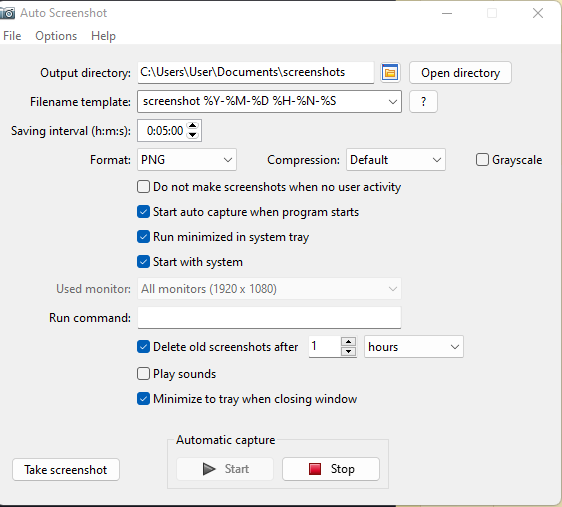 Auto Screenshot
File Options Help
Output directory: C:\Users\User\Documents\screenshots Open directory
Filename template: screenshot %Y-%M-%D %H-%N-%S ?
Saving interval (h:m:s): 0:05:00
Format: PNG Compression: Default Grayscale
Do not make screenshots when no user activity
Start auto capture when program starts
Run minimized in system tray
Start with system
Used monitor: All monitors (1920 x 1080)
Run command:
Delete old screenshots after 1 hours
Play sounds
Minimize to tray when closing window
Automatic capture
Take screenshot Start Stop